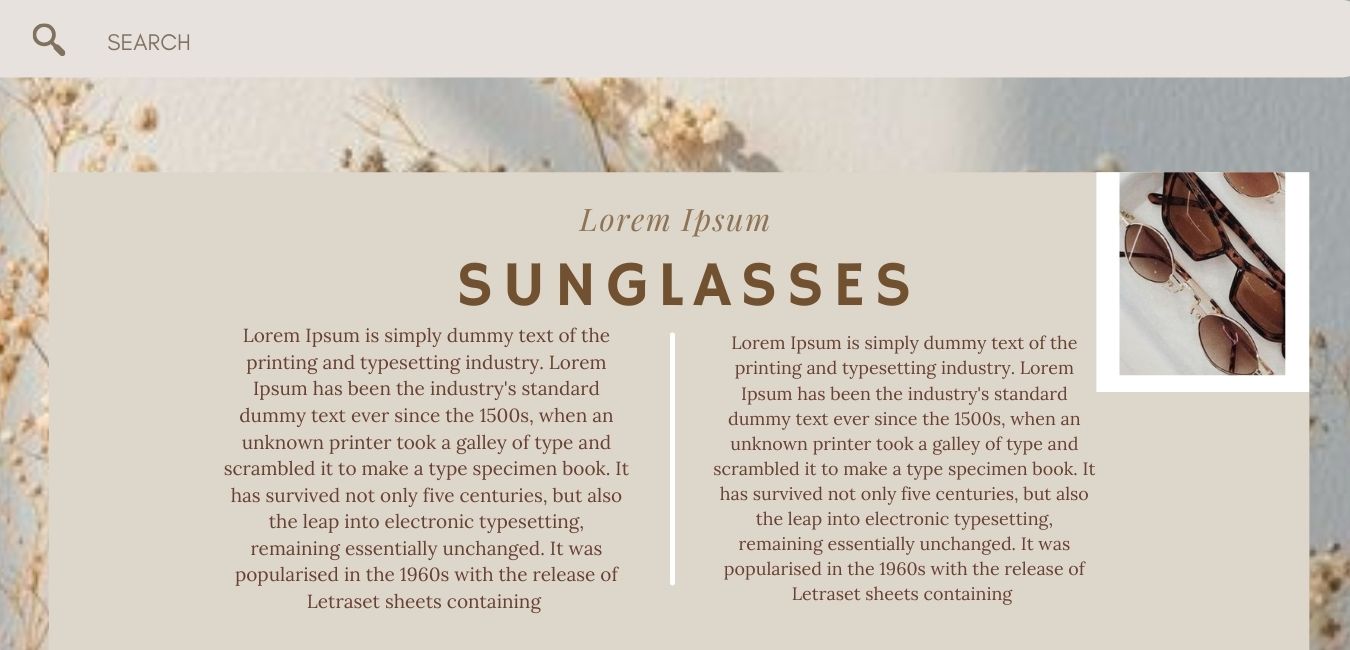 SEARCH
Lorem Ipsum
SUNGLASSES
Lorem Ipsum is simply dummy text of the
printing and typesetting industry. Lorem
Ipsum has been the industry's standard
dummy text ever since the 1500s, when an
unknown printer took a galley of type and
scrambled it to make a type specimen book. It
has survived not only five centuries, but also
the leap into electronic typesetting,
remaining essentially unchanged. It was
popularised in the 1960s with the release of
Letraset sheets containing
Lorem Ipsum is simply dummy text of the
printing and typesetting industry. Lorem
Ipsum has been the industry's standard
dummy text ever since the 1500s, when an
unknown printer took a galley of type and
scrambled it to make a type specimen book. It
has survived not only five centuries, but also
the leap into electronic typesetting,
remaining essentially unchanged. It was
popularised in the 1960s with the release of
Letraset sheets containing